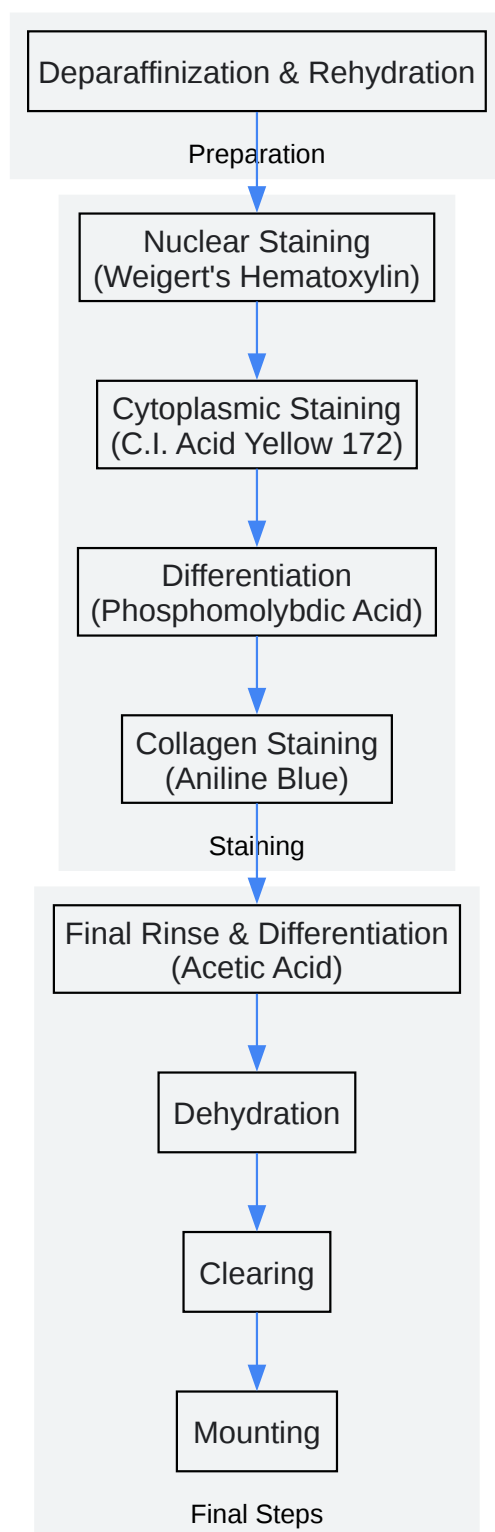 Deparaffinization & Rehydration
Preparation
Nuclear Staining
(Weigert's Hematoxylin)
Cytoplasmic Staining
(C.I. Acid Yellow 172)
Differentiation
(Phosphomolybdic Acid)
Collagen Staining
(Aniline Blue)
Staining
Final Rinse & Differentiation
(Acetic Acid)
Dehydration
Clearing
Mounting
Final Steps